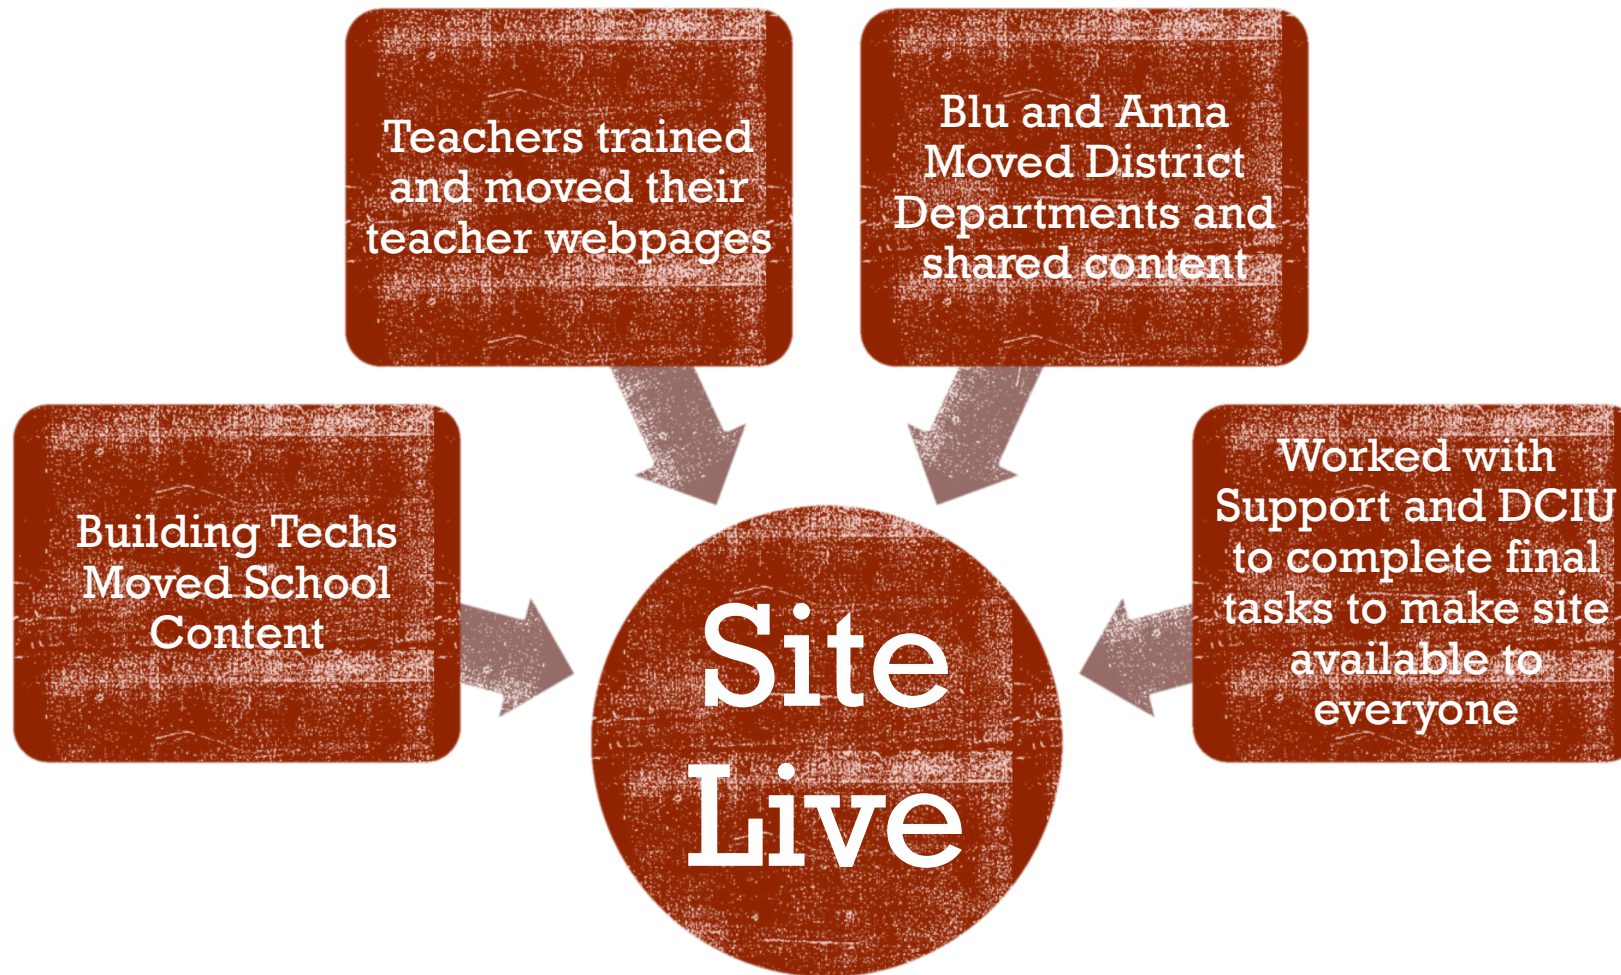 Teachers trained
and moved their
teacher webpages
Blu and Anna
Moved District
Departments and
shared content
Building Techs
Moved School
Content
Worked with
Support and DCIU
to complete final
tasks to make site
available to
everyone
Site
Live